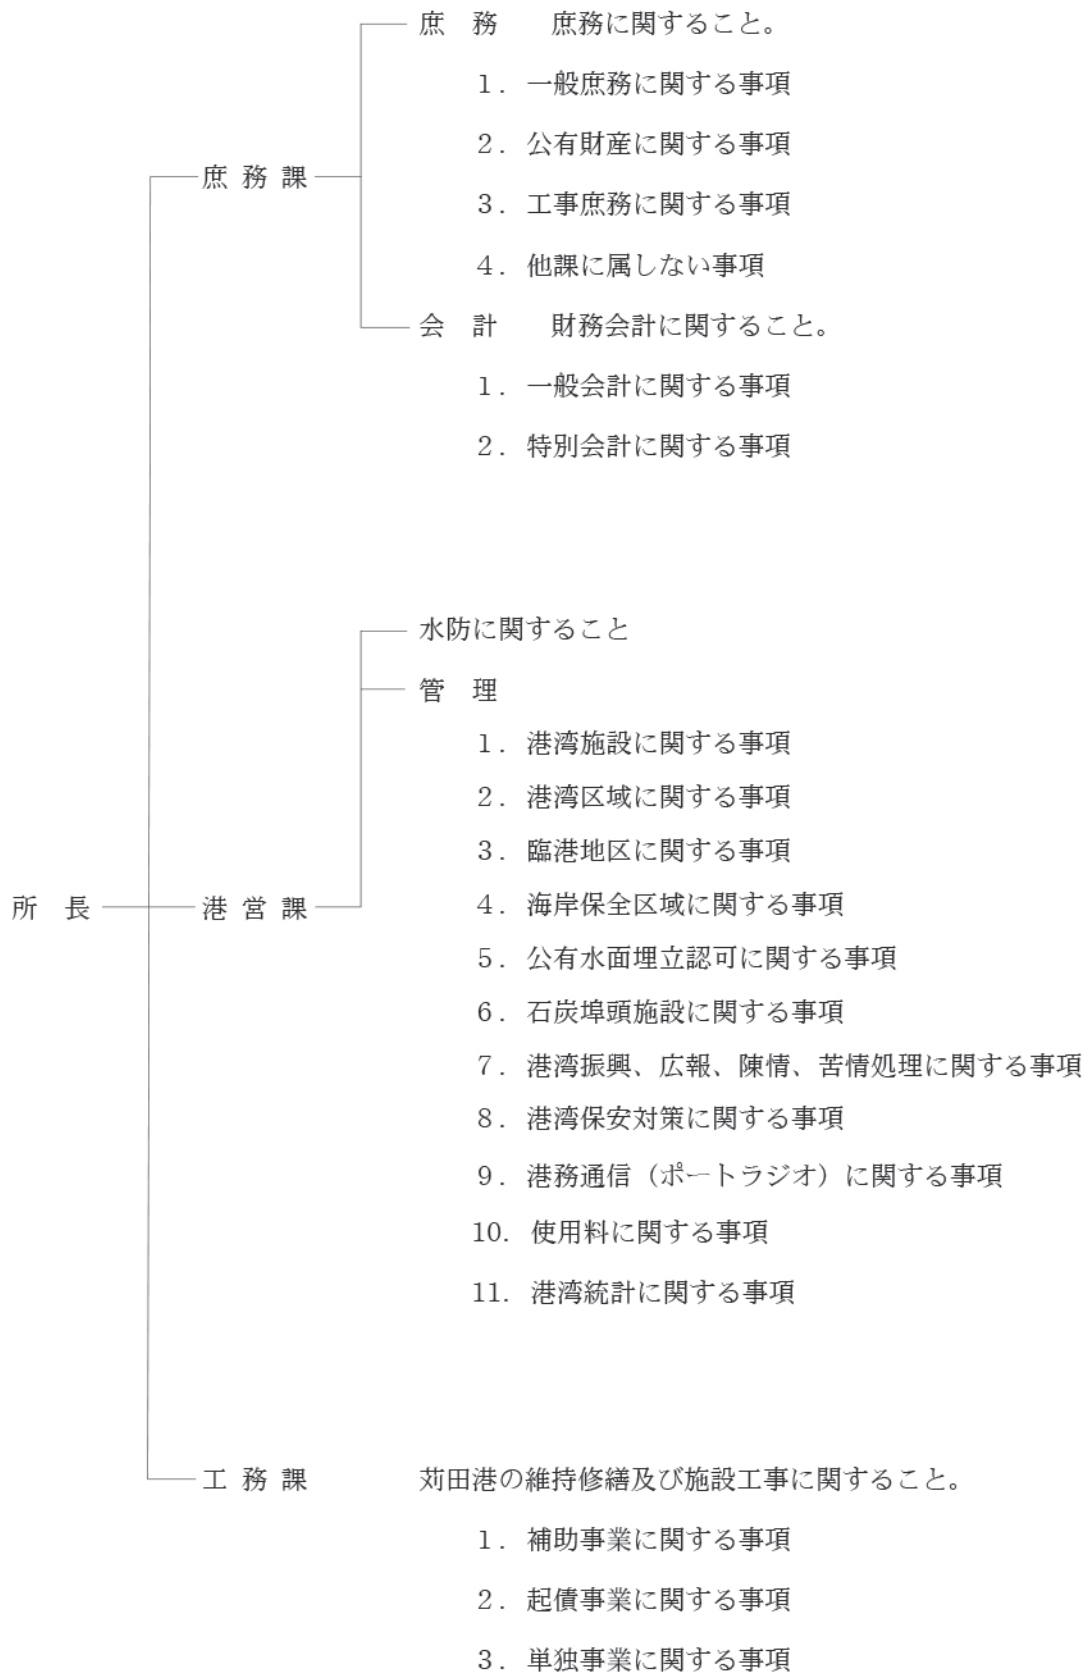 庶　務　　庶務に関すること。
１．一般庶務に関する事項
２．公有財産に関する事項
庶 務 課
３．工事庶務に関する事項
４．他課に属しない事項
会　計　　財務会計に関すること。
１．一般会計に関する事項
２．特別会計に関する事項
水防に関すること
管　理
１．港湾施設に関する事項
２．港湾区域に関する事項
３．臨港地区に関する事項
所　長
港 営 課
４．海岸保全区域に関する事項
５．公有水面埋立認可に関する事項
６．石炭埠頭施設に関する事項
７．港湾振興、広報、陳情、苦情処理に関する事項
８．港湾保安対策に関する事項
９．港務通信（ポートラジオ）に関する事項
10．使用料に関する事項
11．港湾統計に関する事項
工 務 課　　苅田港の維持修繕及び施設工事に関すること。
１．補助事業に関する事項
２．起債事業に関する事項
３．単独事業に関する事項